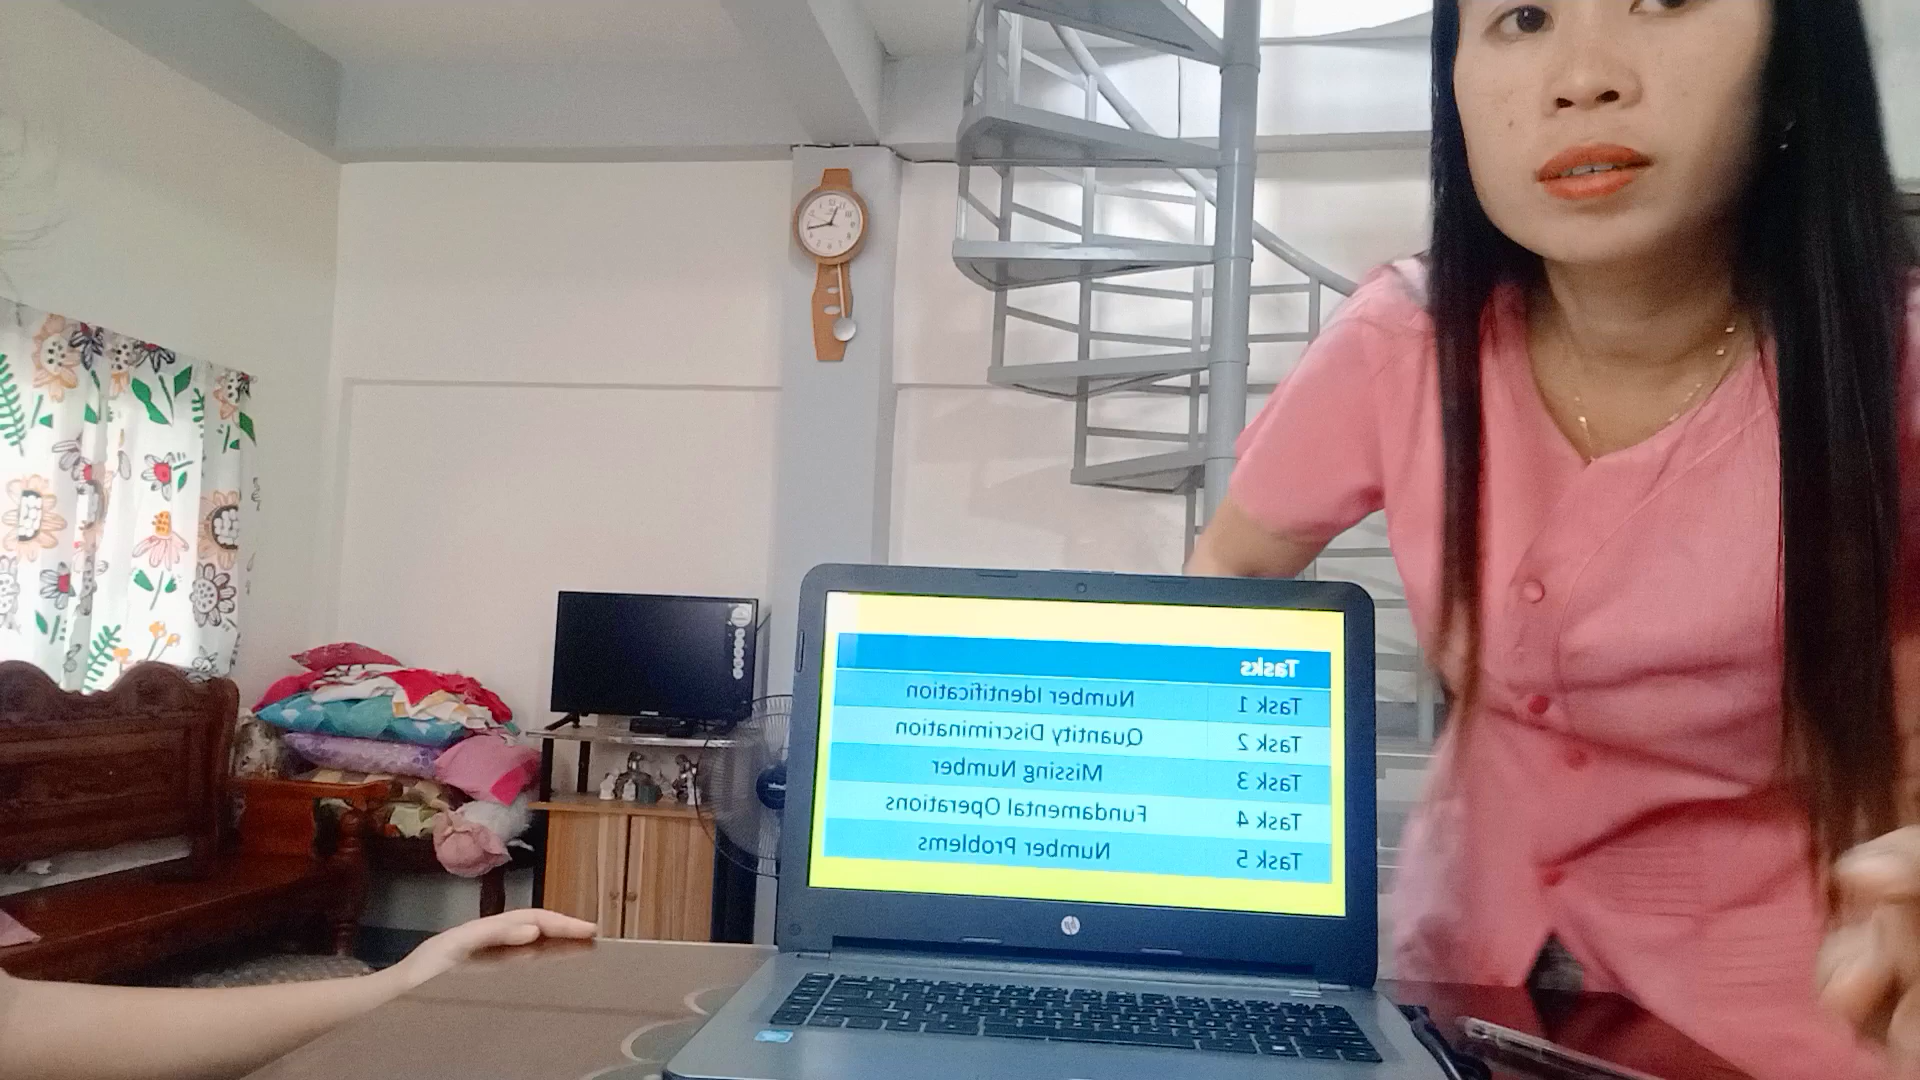 Tasks
Task 1 Number Identification
Task 2 Quantity Discrimination
Task 3 Missing Number
Task 4 Fundamental Operations
Task 5 Number Problems
hp